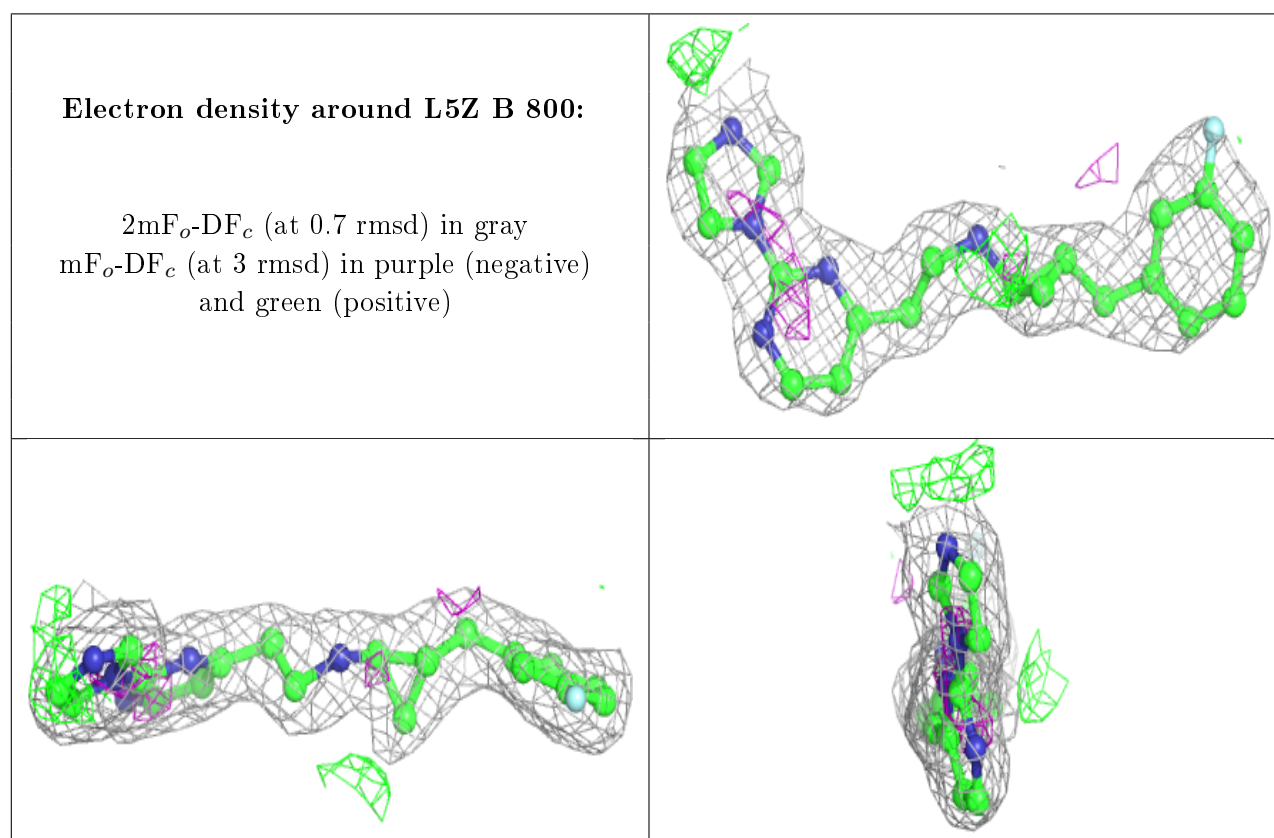 Electron density around L5Z B 800:
2mFₒ-DF𝒸 (at 0.7 rmsd) in gray
mFₒ-DF𝒸 (at 3 rmsd) in purple (negative)
and green (positive)